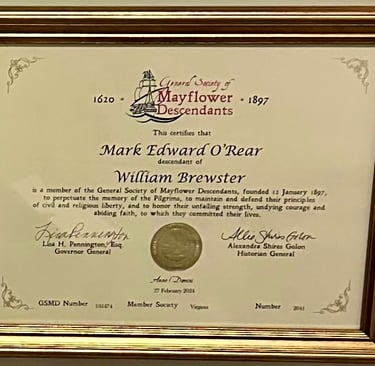 General Society of
1620 - Mayflower - 1897
Descendants
This certifies that
Mark Edward O'Rear
descendant of
William Brewster
is a member of the General Society of Mayflower Descendants, founded 12 January 1897,
to perpetuate the memory of the Pilgrims, to maintain and defend their principles
of civil and religious liberty, and to honor their unfailing strength, undying courage and
abiding faith, to which they committed their lives.
Lisa H. Pennington, Esq.
Governor General
Alexandra Shires Golon
Historian General
Anno Domini
27 February 2024
GSMD Number Member Society Virginia Number 2041